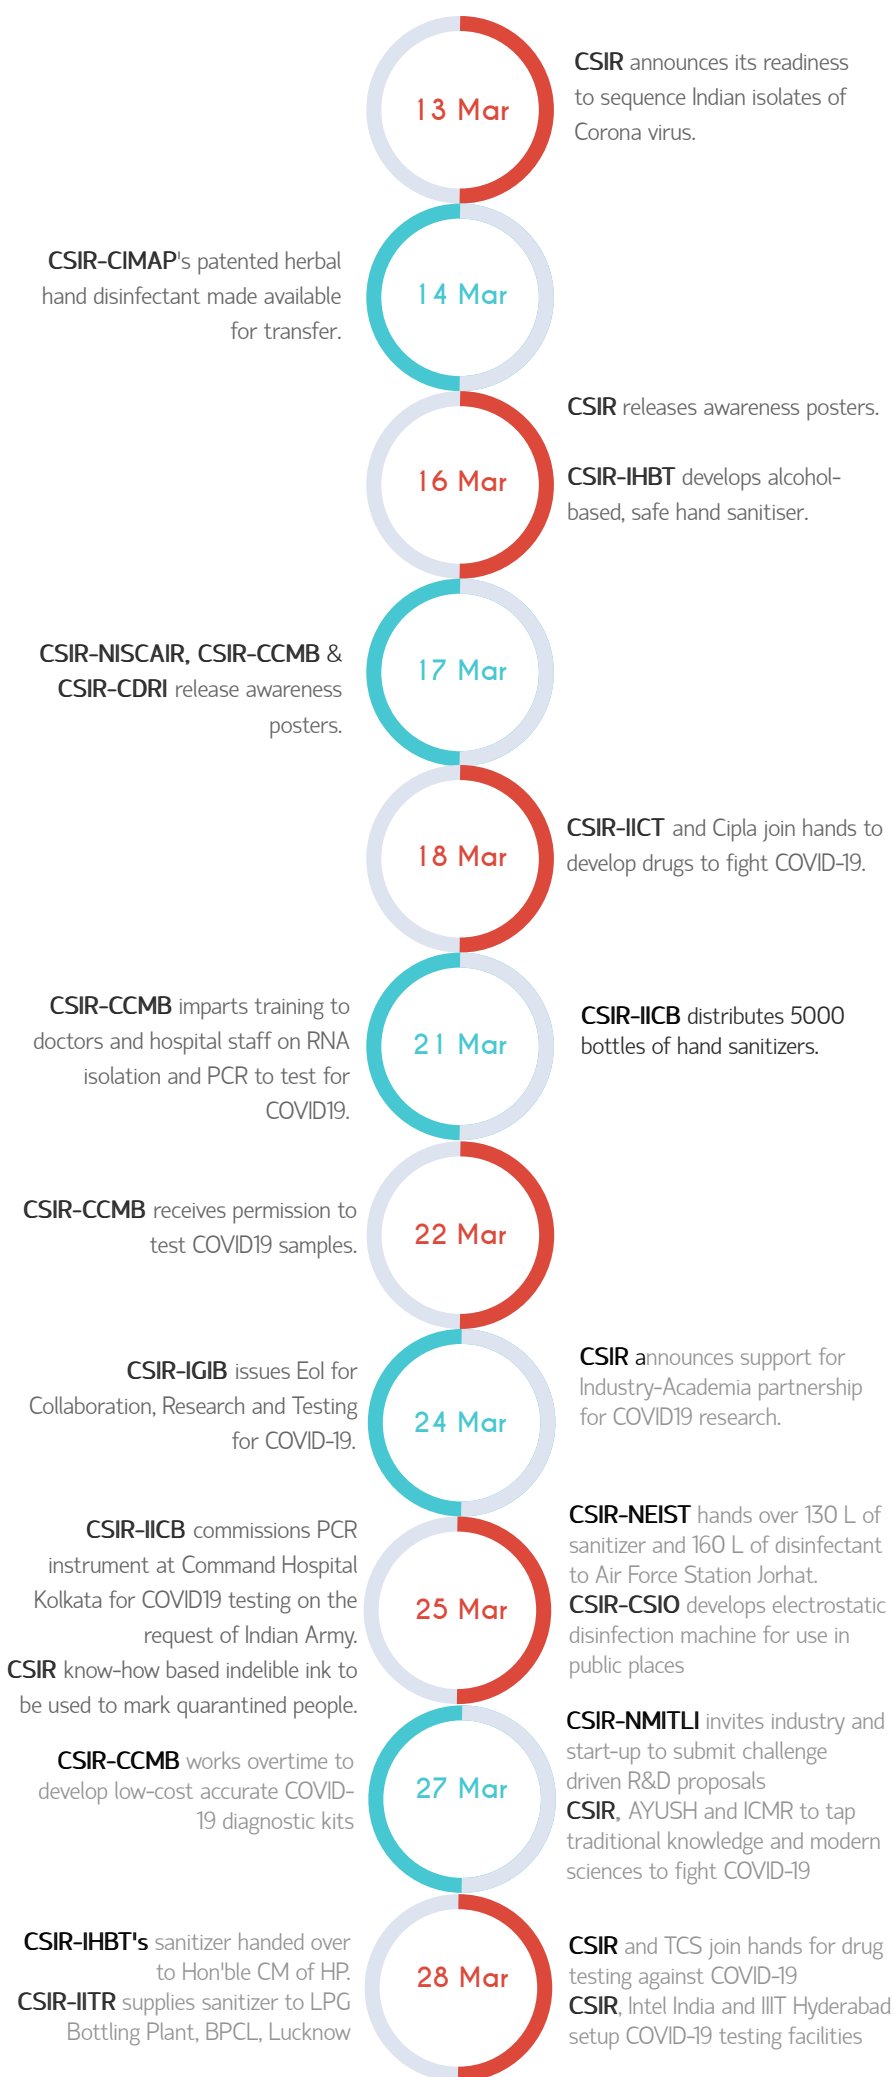 13 Mar
CSIR announces its readiness
to sequence Indian isolates of
Corona virus.
CSIR-CIMAP's patented herbal
hand disinfectant made available
for transfer.
14 Mar
16 Mar
CSIR releases awareness posters.
CSIR-IHBT develops alcohol-
based, safe hand sanitiser.
CSIR-NISCAIR, CSIR-CCMB &
CSIR-CDRI release awareness
posters.
17 Mar
18 Mar
CSIR-IICT and Cipla join hands to
develop drugs to fight COVID-19.
CSIR-CCMB imparts training to
doctors and hospital staff on RNA
isolation and PCR to test for
COVID19.
21 Mar
CSIR-IICB distributes 5000
bottles of hand sanitizers.
CSIR-CCMB receives permission to
test COVID19 samples.
22 Mar
CSIR-IGIB issues EoI for
Collaboration, Research and Testing
for COVID-19.
24 Mar
CSIR announces support for
Industry-Academia partnership
for COVID19 research.
CSIR-IICB commissions PCR
instrument at Command Hospital
Kolkata for COVID19 testing on the
request of Indian Army.
CSIR know-how based indelible ink to
be used to mark quarantined people.
25 Mar
CSIR-NEIST hands over 130 L of
sanitizer and 160 L of disinfectant
to Air Force Station Jorhat.
CSIR-CSIO develops electrostatic
disinfection machine for use in
public places
CSIR-CCMB works overtime to
develop low-cost accurate COVID-
19 diagnostic kits
27 Mar
CSIR-NMITLI invites industry and
start-up to submit challenge
driven R&D proposals
CSIR, AYUSH and ICMR to tap
traditional knowledge and modern
sciences to fight COVID-19
CSIR-IHBT's sanitizer handed over
to Hon'ble CM of HP.
CSIR-IITR supplies sanitizer to LPG
Bottling Plant, BPCL, Lucknow
28 Mar
CSIR and TCS join hands for drug
testing against COVID-19
CSIR, Intel India and IIIT Hyderabad
setup COVID-19 testing facilities